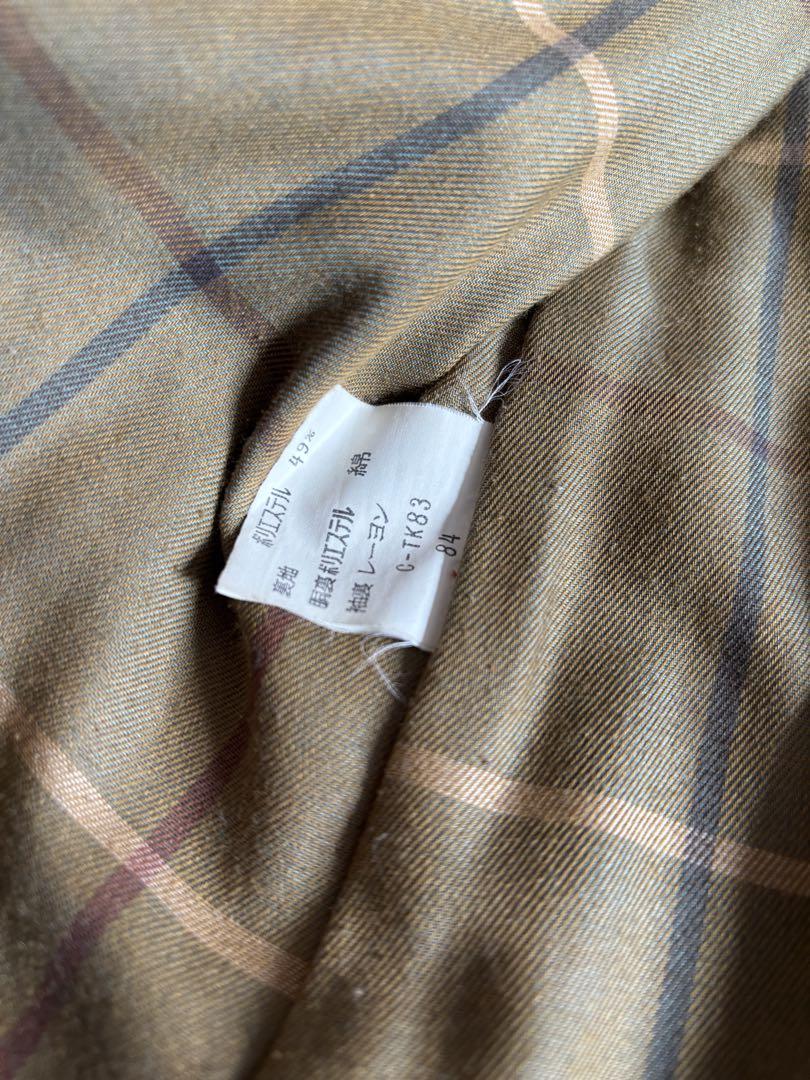 ポリエステル 49%
裏袖
胴裏ポリエステル 綿
袖裏 レーヨン
C-TK83
84